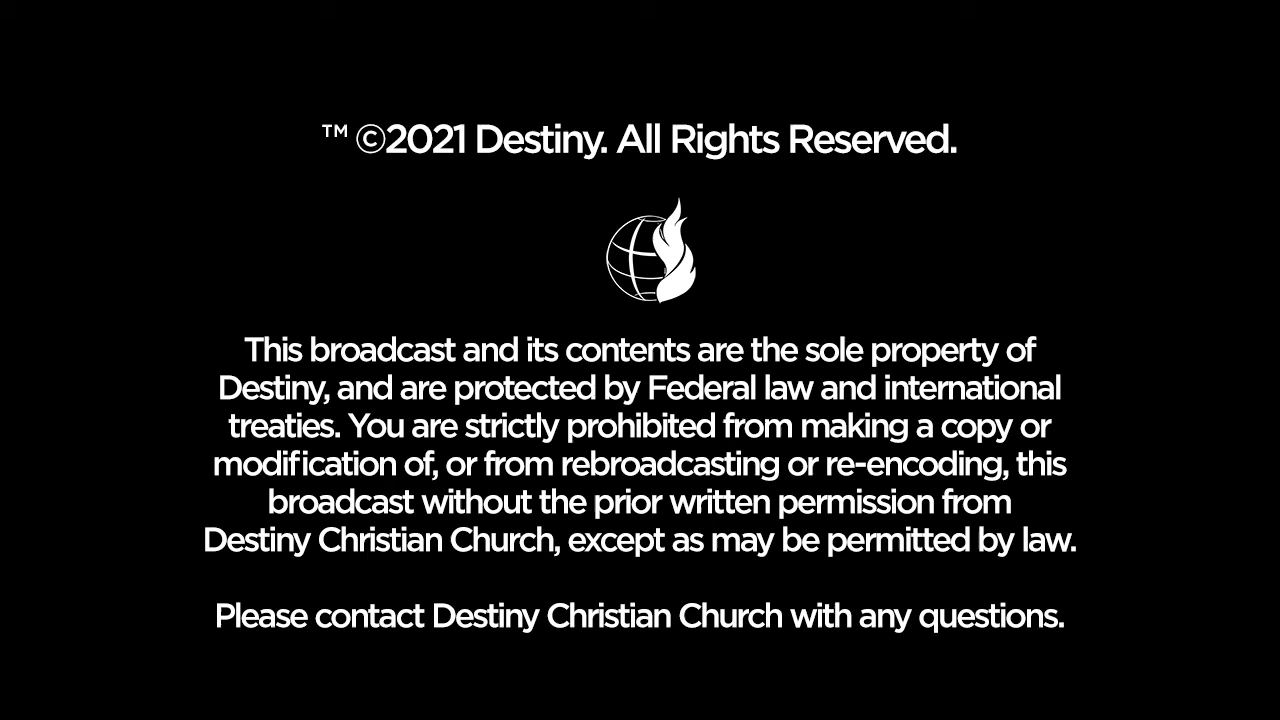 ™ ©2021 Destiny. All Rights Reserved.
This broadcast and its contents are the sole property of
Destiny, and are protected by Federal law and international
treaties. You are strictly prohibited from making a copy or
modification of, or from rebroadcasting or re-encoding, this
broadcast without the prior written permission from
Destiny Christian Church, except as may be permitted by law.
Please contact Destiny Christian Church with any questions.